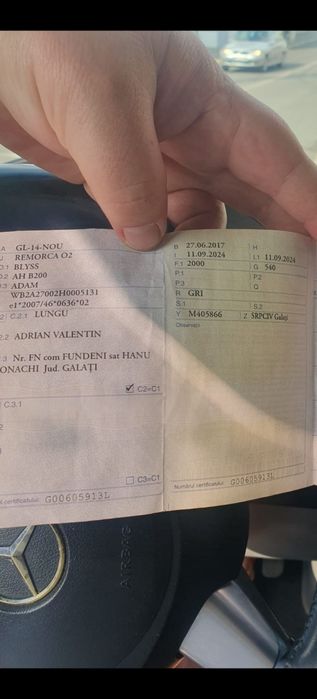 A GL-14-NOU
J REMORCA O2
D.1 BLYSS
D.2 AH B200
D.3 ADAM
WB2A27002H0005131
e1*2007/46*0636*02
C.2.1 LUNGU
2.2 ADRIAN VALENTIN
3 Nr. FN com FUNDENI sat HANU
ONACHI Jud. GALAȚI
C2=C1
C.3.1
C3=C1
certificatului: G00605913L
B 27.06.2017 H
I 11.09.2024 I.1 11.09.2024
F.1 2000 G 540
P.1 P.2
P.3 Q
R GRI
S.1 S.2
Y M405866 Z SRPCIV Galați
Observații
Numărul certificatului: G00605913L
AIRBAG